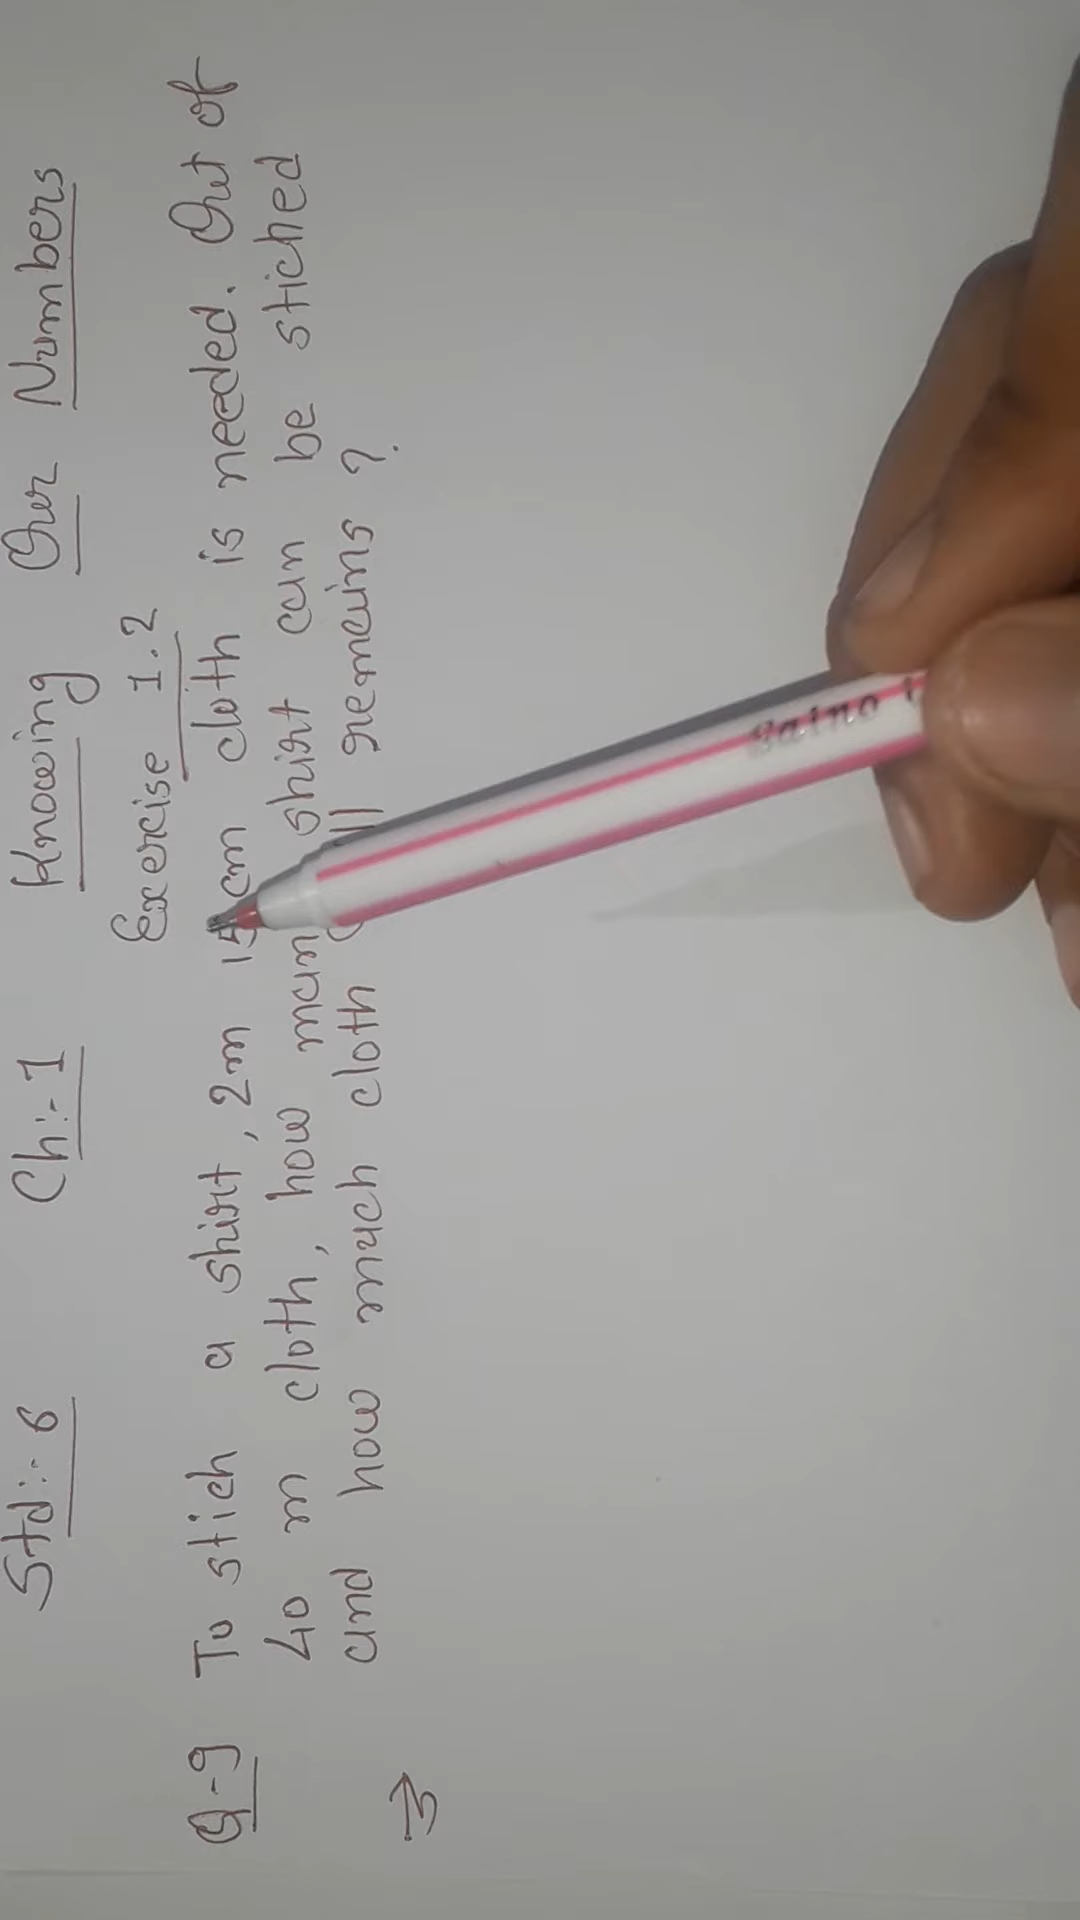 Std:- 6 Ch:- 1 Knowing Our Numbers
Exercise 1.2
Q-9 To stich a shirt, 2m 15 cm cloth is needed. Out of
40 m cloth, how shirt can be stiched
and how much cloth remains ?
⇒